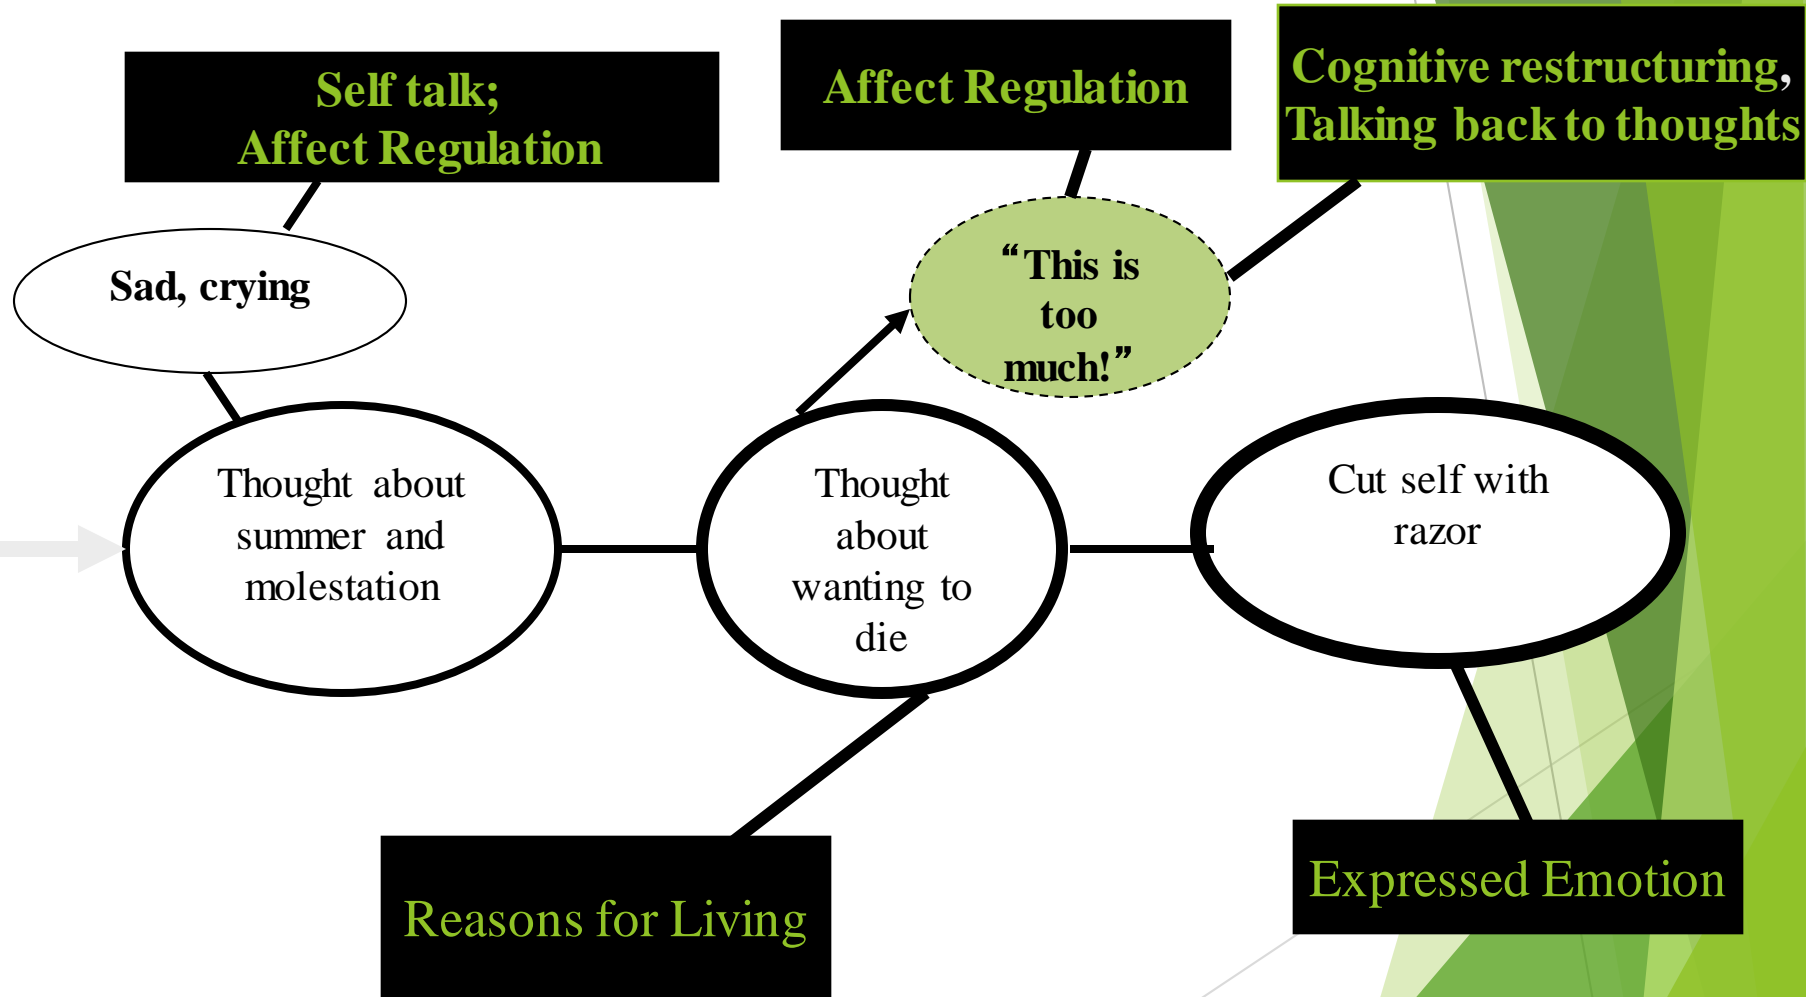 Self talk;
Affect Regulation
Affect Regulation
Cognitive restructuring,
Talking back to thoughts
Sad, crying
“This is
too
much!”
Thought about
summer and
molestation
Thought
about
wanting to
die
Cut self with
razor
Reasons for Living
Expressed Emotion